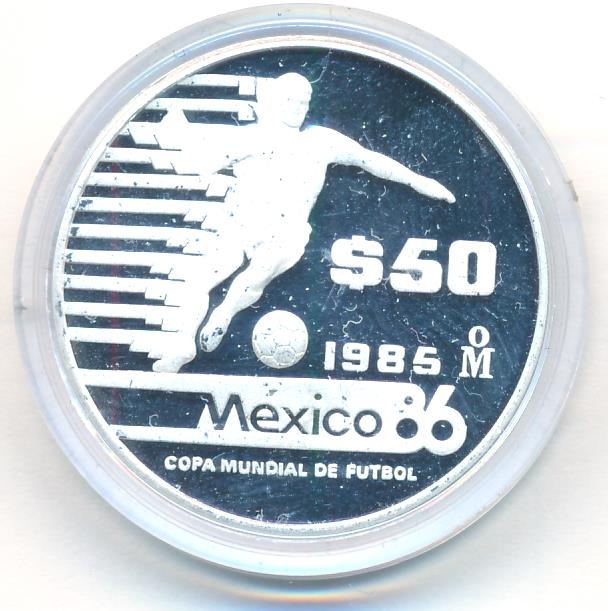 $50
1985 Mo
Mexico 86
COPA MUNDIAL DE FUTBOL